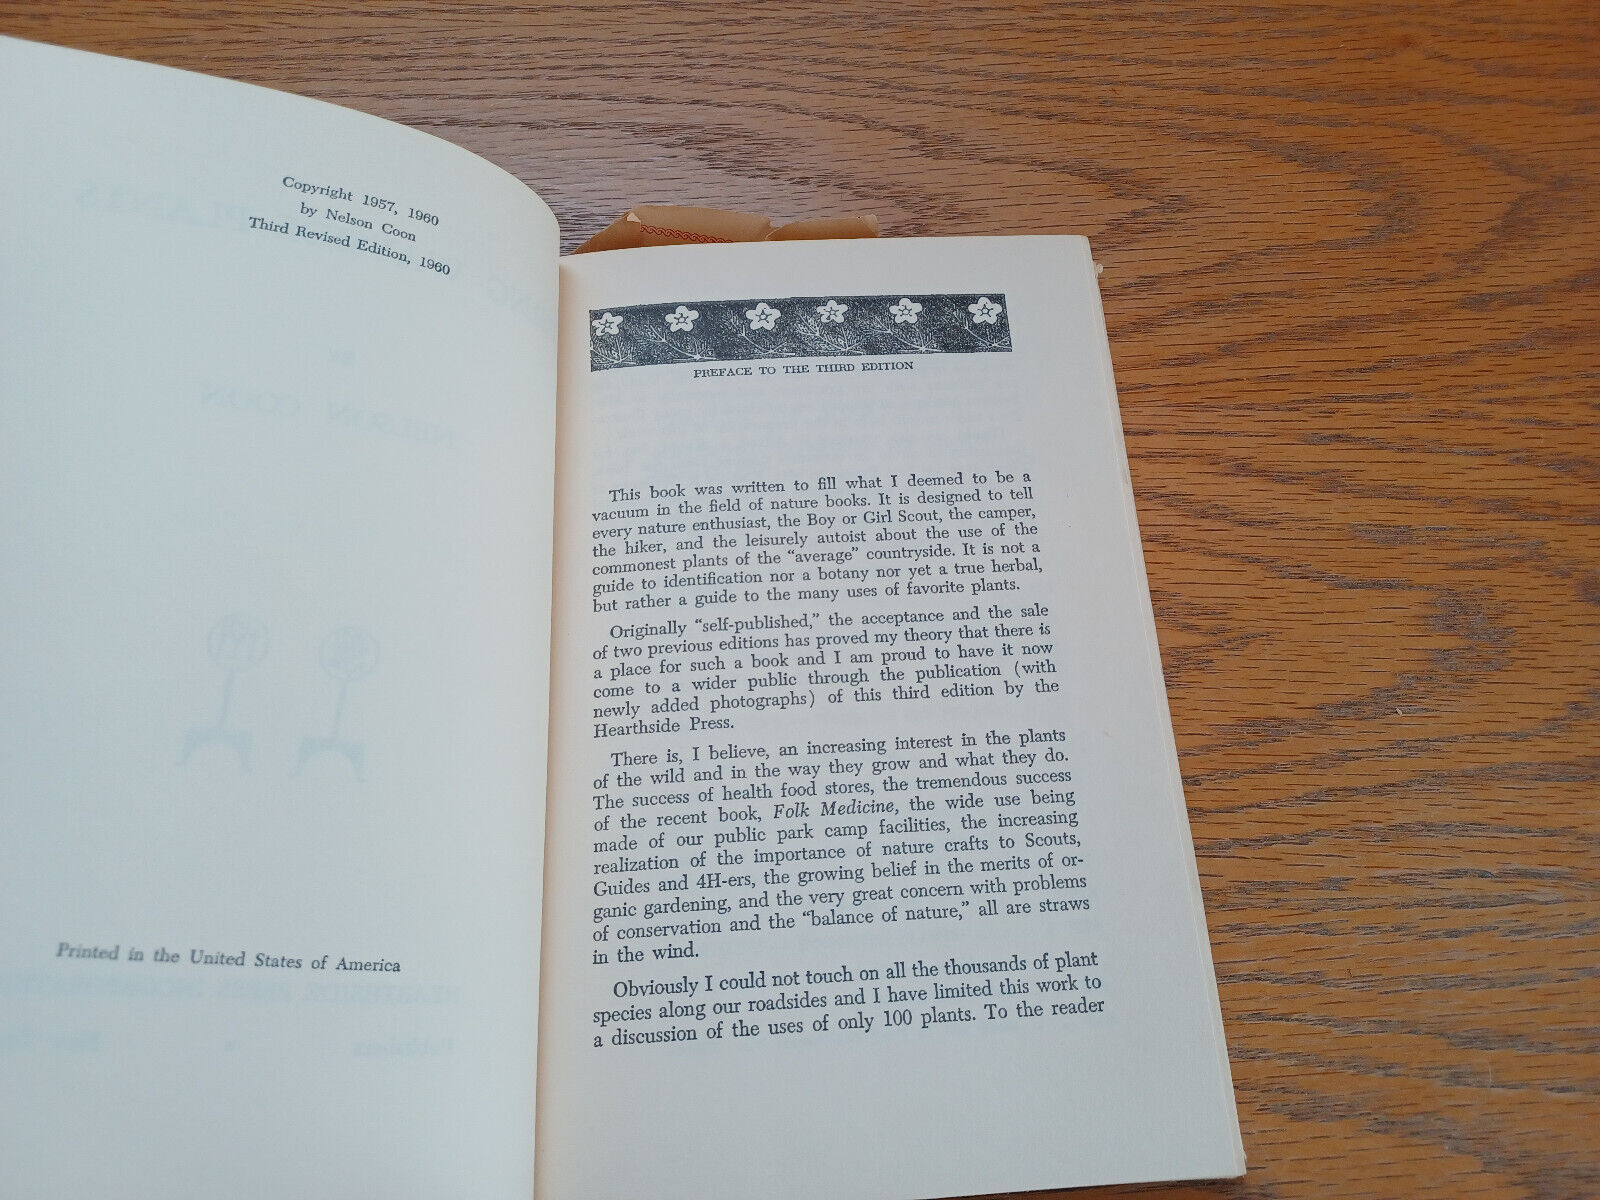 Copyright 1957, 1960
by Nelson Coon
Third Revised Edition, 1960
Printed in the United States of America
PREFACE TO THE THIRD EDITION
This book was written to fill what I deemed to be a
vacuum in the field of nature books. It is designed to tell
every nature enthusiast, the Boy or Girl Scout, the camper,
the hiker, and the leisurely autoist about the use of the
commonest plants of the "average" countryside. It is not a
guide to identification nor a botany nor yet a true herbal,
but rather a guide to the many uses of favorite plants.
Originally "self-published," the acceptance and the sale
of two previous editions has proved my theory that there is
a place for such a book and I am proud to have it now
come to a wider public through the publication (with
newly added photographs) of this third edition by the
Hearthside Press.
There is, I believe, an increasing interest in the plants
of the wild and in the way they grow and what they do.
The success of health food stores, the tremendous success
of the recent book, Folk Medicine, the wide use being
made of our public park camp facilities, the increasing
realization of the importance of nature crafts to Scouts,
Guides and 4H-ers, the growing belief in the merits of or-
ganic gardening, and the very great concern with problems
of conservation and the "balance of nature," all are straws
in the wind.
Obviously I could not touch on all the thousands of plant
species along our roadsides and I have limited this work to
a discussion of the uses of only 100 plants. To the reader